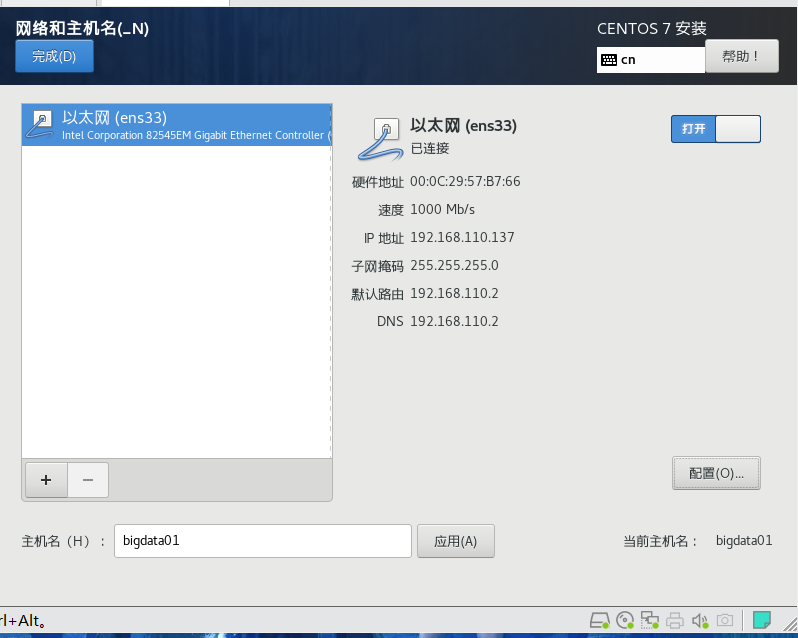 网络和主机名(_N)
CENTOS 7 安装
完成(D)
cn
帮助！
以太网 (ens33)
Intel Corporation 82545EM Gigabit Ethernet Controller (
以太网 (ens33)
已连接
打开
硬件地址 00:0C:29:57:B7:66
速度 1000 Mb/s
IP 地址 192.168.110.137
子网掩码 255.255.255.0
默认路由 192.168.110.2
DNS 192.168.110.2
+
−
配置(O)...
主机名（H）： bigdata01 应用(A) 当前主机名： bigdata01
rl+Alt。